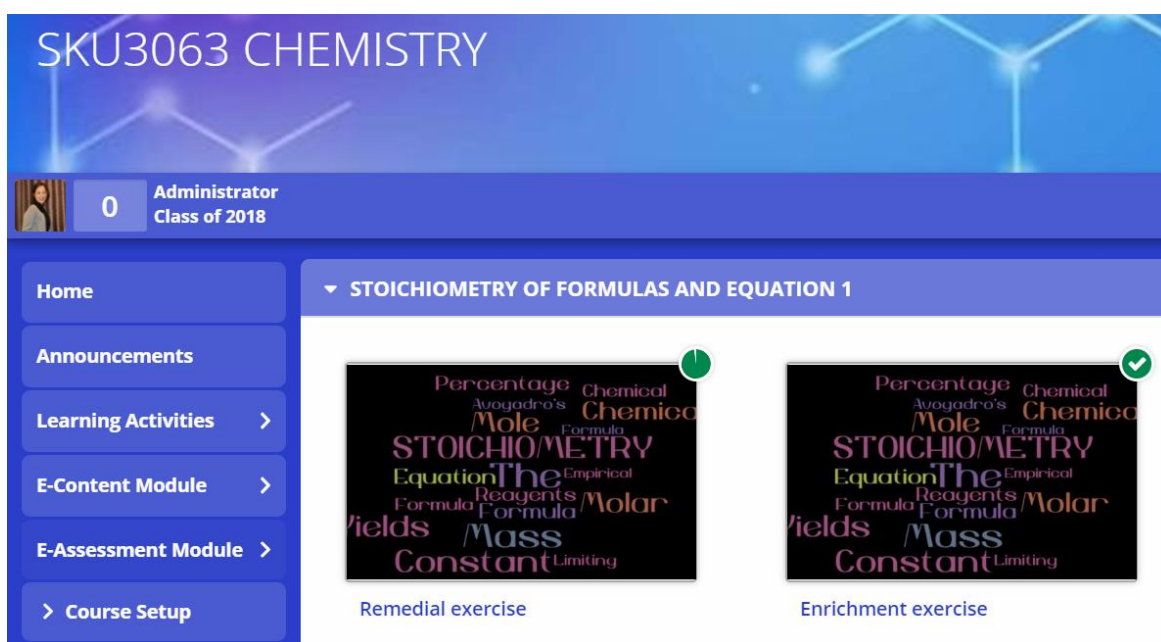 SKU3063 CHEMISTRY
0
Administrator
Class of 2018
Home
Announcements
Learning Activities
E-Content Module
E-Assessment Module
Course Setup
STOICHIOMETRY OF FORMULAS AND EQUATION 1
Percentage Chemical
Avogadro's Chemica
Mole Formula
STOICHIOMETRY
Equation The Empirical
Formula Reagents Molar
Formula
Yields Mass
Constant Limiting
Remedial exercise
Percentage Chemical
Avogadro's Chemica
Mole Formula
STOICHIOMETRY
Equation The Empirical
Formula Reagents Molar
Formula
Yields Mass
Constant Limiting
Enrichment exercise